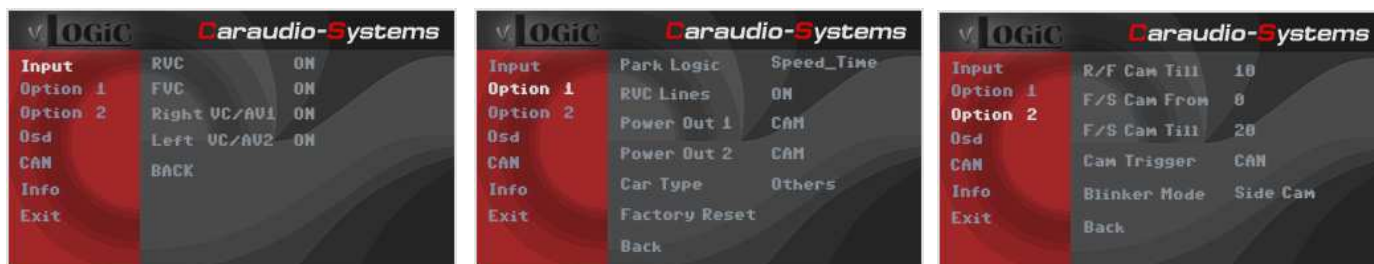 v.LOGiC Caraudio-Systems
Input RVC ON
Option 1 FVC ON
Option 2 Right VC/AV1 ON
Osd Left VC/AV2 ON
CAN BACK
Info
Exit
v.LOGiC Caraudio-Systems
Input Park Logic Speed_Time
Option 1 RVC Lines ON
Option 2 Power Out 1 CAM
Osd Power Out 2 CAM
CAN Car Type Others
Info Factory Reset
Exit Back
v.LOGiC Caraudio-Systems
Input R/F Cam Till 10
Option 1 F/S Cam From 0
Option 2 F/S Cam Till 20
Osd Cam Trigger CAN
CAN Blinker Mode Side Cam
Info Back
Exit